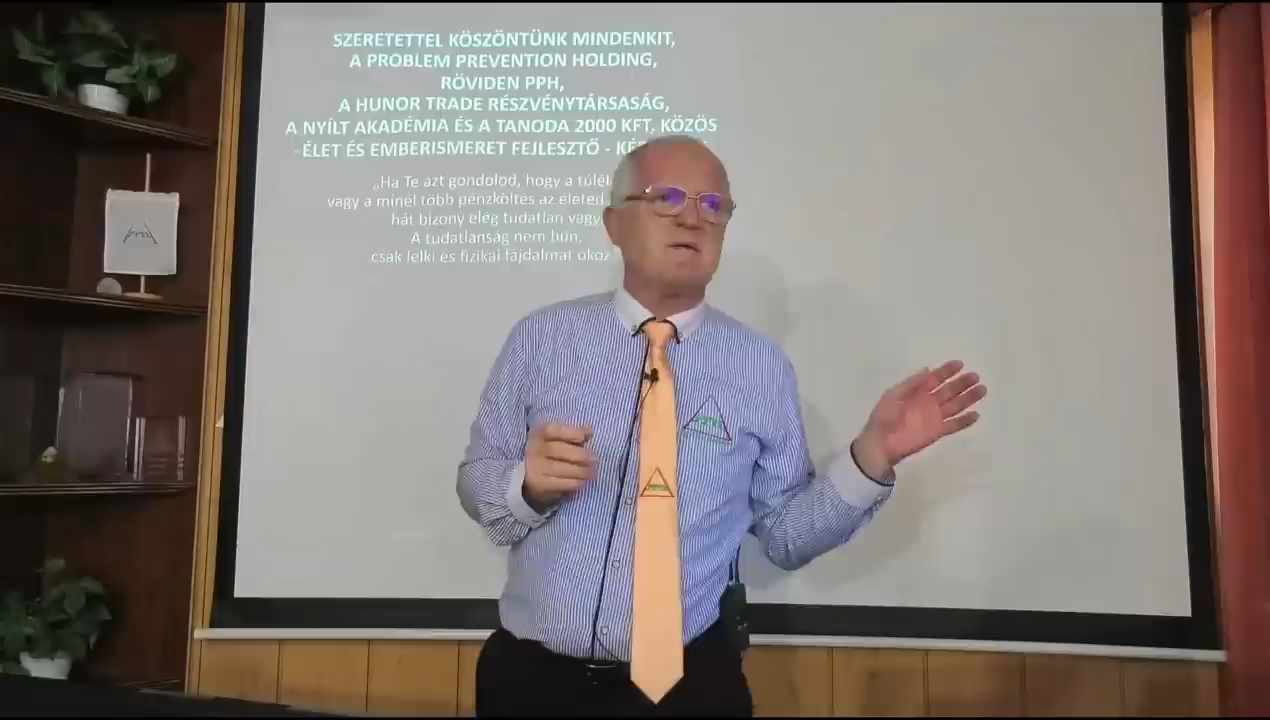 SZERETETTEL KÖSZÖNTÜNK MINDENKIT,
A PROBLEM PREVENTION HOLDING,
RÖVIDEN PPH,
A HUNOR TRADE RÉSZVÉNYTÁRSASÁG,
A NYÍLT AKADÉMIA ÉS A TANODA 2000 KFT, KÖZÖS
-ÉLET ÉS EMBERISMERET FEJLESZTŐ -
„Ha Te azt gondolod, hogy a
vagy a minél több pénzköltés az életed
hát bizony elég tudatlan vagy
A tudatlanság nem bűn,
csak lelki és fizikai fájdalmat okoz